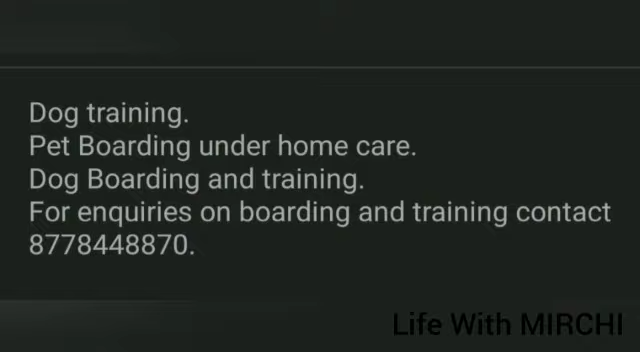 Dog training.
Pet Boarding under home care.
Dog Boarding and training.
For enquiries on boarding and training contact
8778448870.
Life With MIRCHI